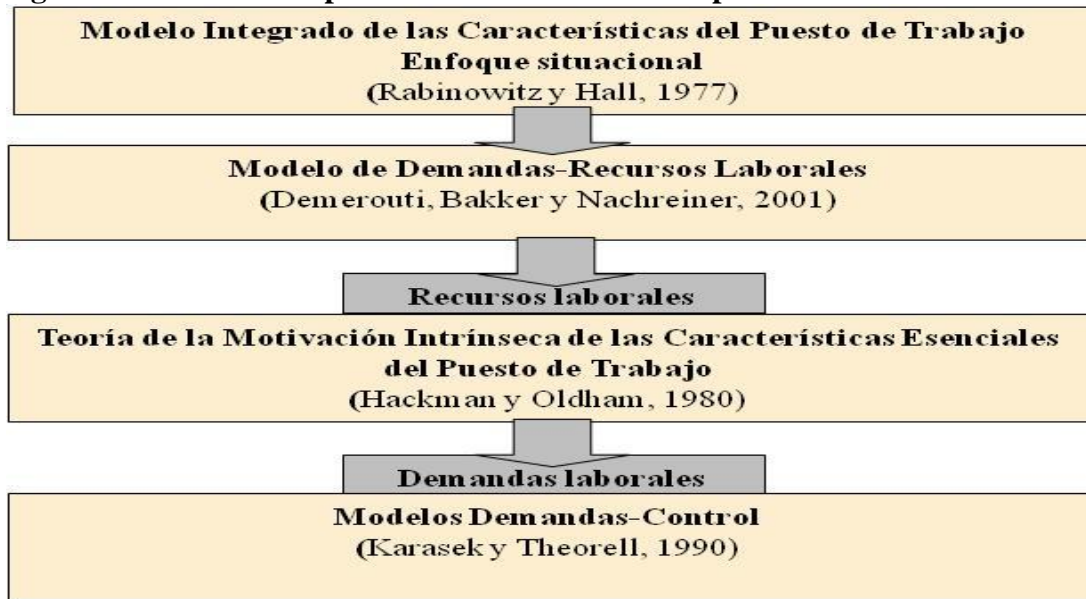 Modelo Integrado de las Características del Puesto de Trabajo
Enfoque situacional
(Rabinowitz y Hall, 1977)
Modelo de Demandas-Recursos Laborales
(Demerouti, Bakker y Nachreiner, 2001)
Recursos laborales
Teoría de la Motivación Intrínseca de las Características Esenciales
del Puesto de Trabajo
(Hackman y Oldham, 1980)
Demandas laborales
Modelos Demandas-Control
(Karasek y Theorell, 1990)